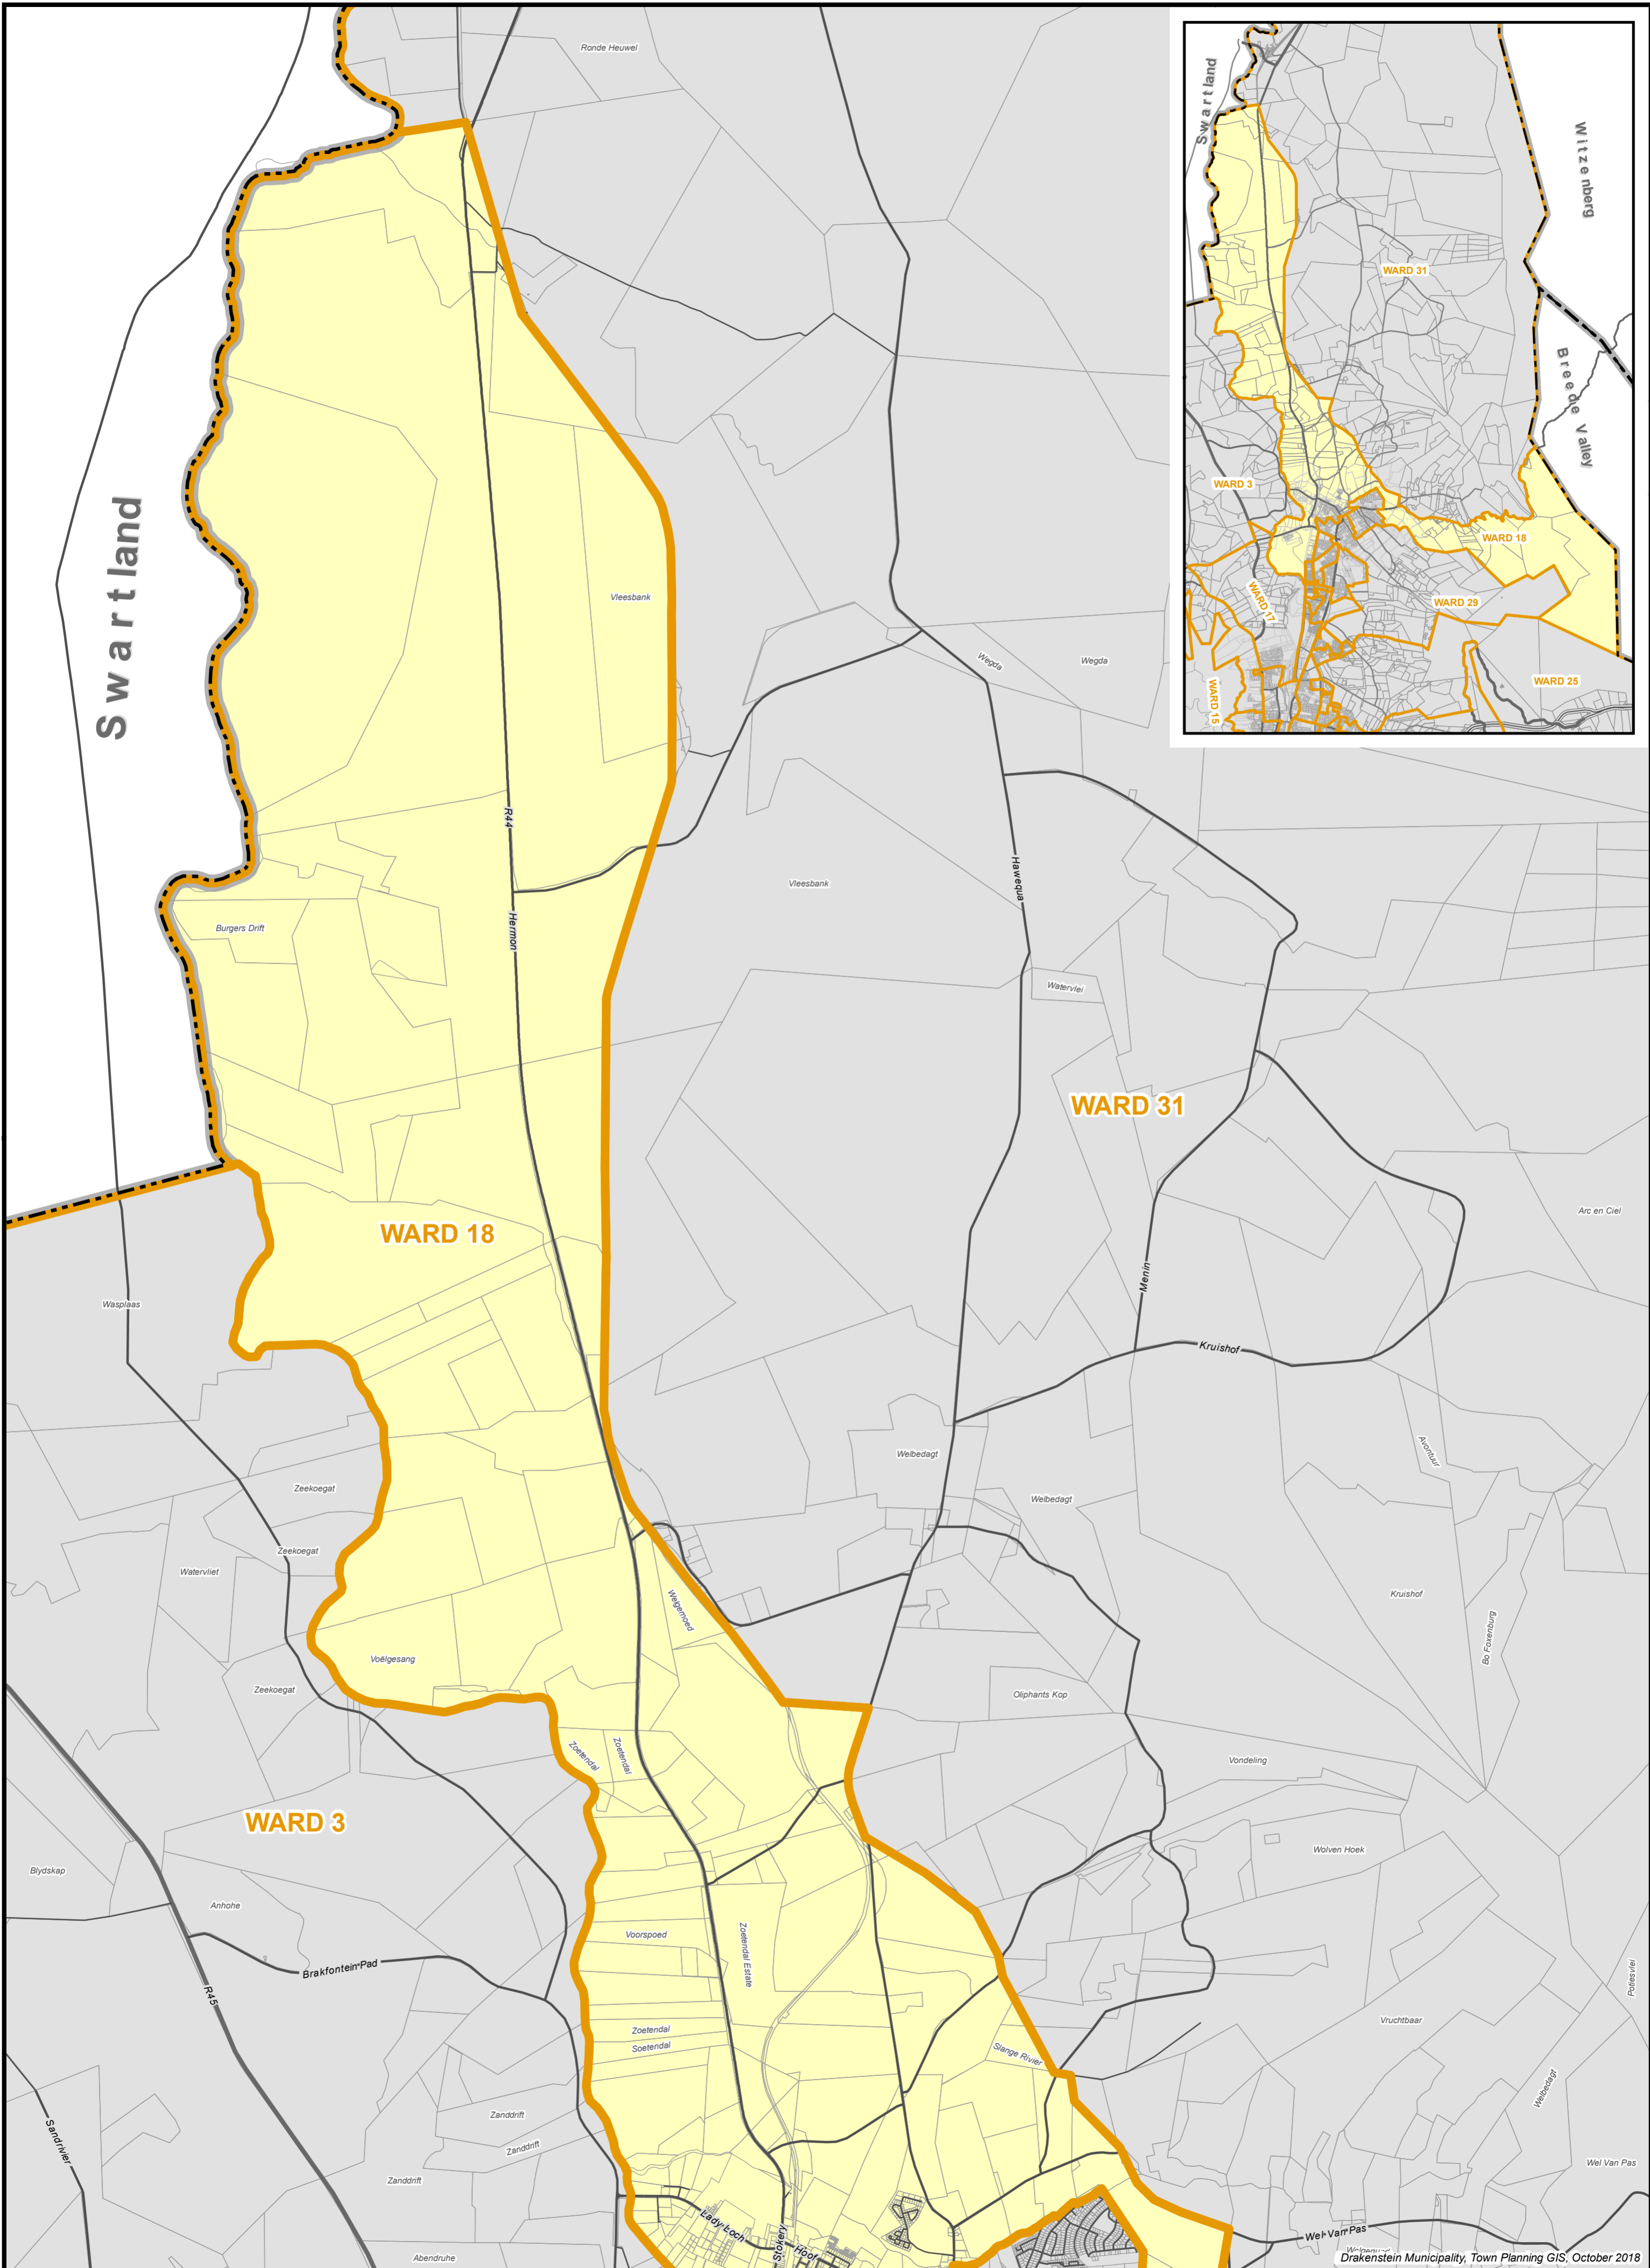 Ronde Heuwel
Swartland
Witzenberg
WARD 31
Breede Valley
WARD 3
WARD 18
WARD 29
WARD 17
WARD 25
WARD 15
Swartland
Vleesbank
Wegda
Wegda
R44
Vleesbank
Hawequa
Burgers Drift
Hermon
Watervlei
WARD 31
Arc en Ciel
WARD 18
Menin
Wasplaas
Kruishof
Welbedagt
Avontuur
Zeekoegat
Welbedagt
Zeekoegat
Watervliet
Welgemoed
Kruishof
Bo Foxenburg
Voëlgesang
Zeekoegat
Oliphants Kop
Zoetendal
Zoetendal
Vondeling
WARD 3
Wolven Hoek
Blydskap
Anhohe
Voorspoed
Zoetendal Estate
Brakfontein Pad
R45
Potiesvlei
Zoetendal
Soetendal
Vruchtbaar
Slange Rivier
Welbedagt
Sandrivier
Zanddrift
Zanddrift
Zanddrift
Wel Van Pas
Lady Loch
Stokery
Hoof
Wel Van Pas
Abendruhe
Drakenstein Municipality, Town Planning GIS, October 2018